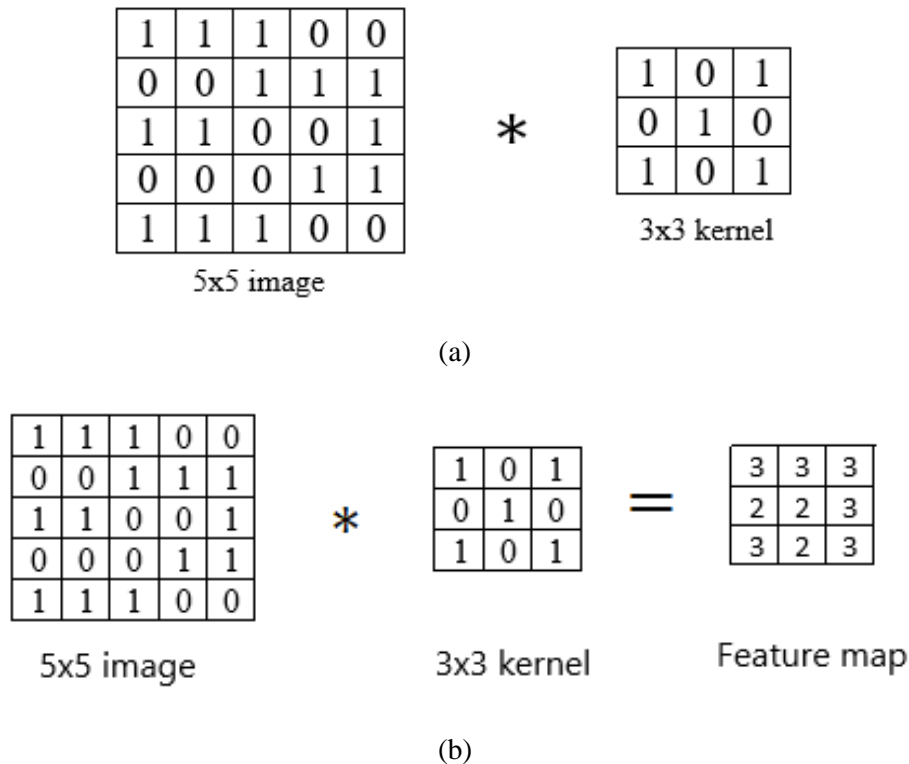 1 1 1 0 0
0 0 1 1 1
1 1 0 0 1
0 0 0 1 1
1 1 1 0 0
5x5 image
*
1 0 1
0 1 0
1 0 1
3x3 kernel
(a)
1 1 1 0 0
0 0 1 1 1
1 1 0 0 1
0 0 0 1 1
1 1 1 0 0
5x5 image
*
1 0 1
0 1 0
1 0 1
3x3 kernel
=
3 3 3
2 2 3
3 2 3
Feature map
(b)